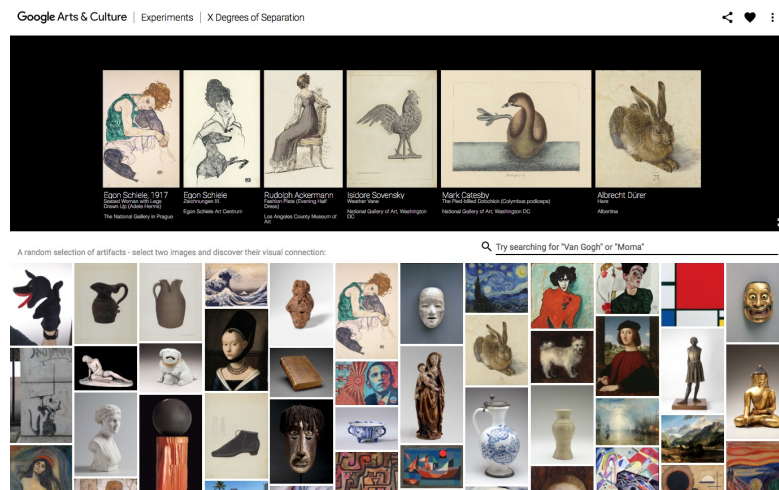 Google Arts & Culture | Experiments | X Degrees of Separation
Egon Schiele, 1917
Seated Woman with Legs
Drawn Up (Adele Herms)
The National Gallery in Prague
Egon Schiele
Zeichnungen III.
Egon Schiele Art Centrum
Rudolph Ackermann
Fashion Plate (Evening Half
Dress)
Los Angeles County Museum of
Art
Isidore Sovensky
Weather Vane
National Gallery of Art, Washington
DC
Mark Catesby
The Pied-billed Dobchick (Colymbus podiceps)
National Gallery of Art, Washington DC
Albrecht Dürer
Hare
Albertina
A random selection of artifacts - select two images and discover their visual connection:
Try searching for "Van Gogh" or "Moma"